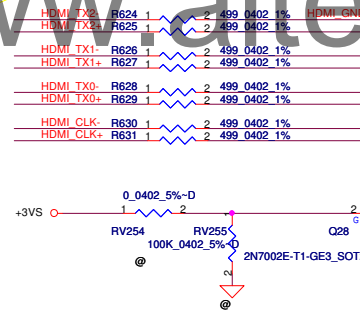 HDMI_TX2- R624 1 2 499_0402_1% HDMI_GND
HDMI_TX2+ R625 1 2 499_0402_1%
HDMI_TX1- R626 1 2 499_0402_1%
HDMI_TX1+ R627 1 2 499_0402_1%
HDMI_TX0- R628 1 2 499_0402_1%
HDMI_TX0+ R629 1 2 499_0402_1%
HDMI_CLK- R630 1 2 499_0402_1%
HDMI_CLK+ R631 1 2 499_0402_1%
0_0402_5%~D
+3VS 1 2 2
G
RV254 RV255 Q28
100K_0402_5%~D
2N7002E-T1-GE3_SOT
@
2
@